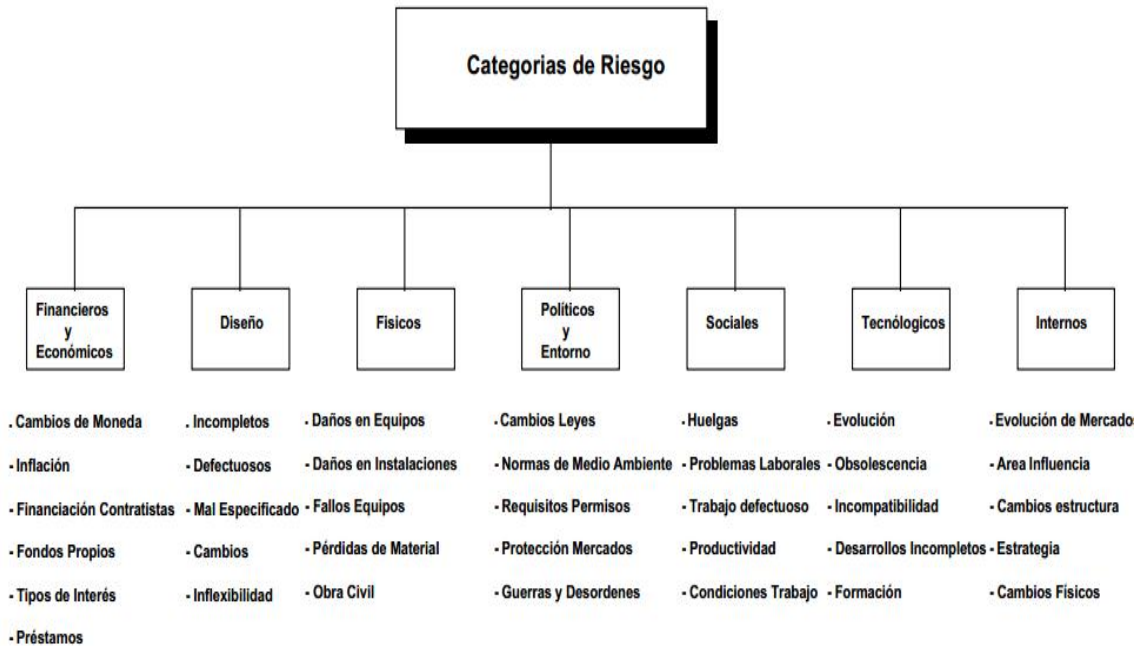 Categorias de Riesgo
Financieros
y
Económicos
Diseño
Fisicos
Políticos
y
Entorno
Sociales
Tecnólogicos
Internos
. Cambios de Moneda
- Inflación
- Financiación Contratistas
- Fondos Propios
- Tipos de Interés
- Préstamos
. Incompletos
- Defectuosos
- Mal Especificado
- Cambios
- Inflexibilidad
. Daños en Equipos
- Daños en Instalaciones
- Fallos Equipos
- Pérdidas de Material
- Obra Civil
. Cambios Leyes
- Normas de Medio Ambiente
- Requisitos Permisos
- Protección Mercados
- Guerras y Desordenes
. Huelgas
- Problemas Laborales
- Trabajo defectuoso
- Productividad
- Condiciones Trabajo
. Evolución
- Obsolescencia
- Incompatibilidad
- Desarrollos Incompletos
- Formación
. Evolución de Mercados
- Area Influencia
- Cambios estructura
- Estrategia
- Cambios Físicos